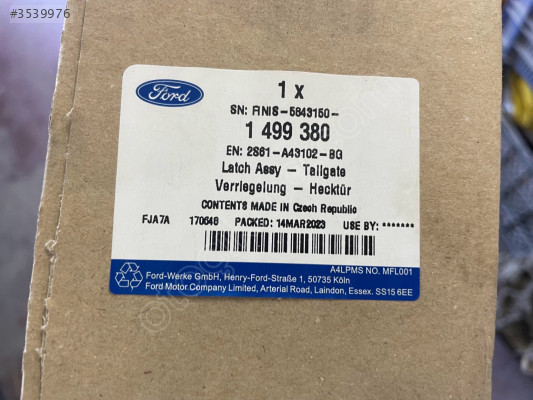 #3539976
Ford
1 x
SN: FINIS-5843150-
1 499 380
EN: 2S61-A43102-BG
Latch Assy - Tailgate
Verriegelung - Hecktür
CONTENTS MADE IN Czech Republic
FJA7A 170648 PACKED: 14MAR2023 USE BY: *******
A4LPMS NO. MFL001
Ford-Werke GmbH, Henry-Ford-Straße 1, 50735 Köln
Ford Motor Company Limited, Arterial Road, Laindon, Essex. SS15 6EE